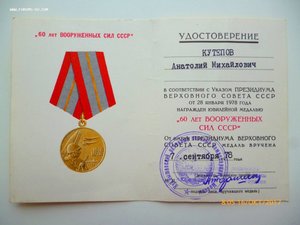 "60 ЛЕТ ВООРУЖЕННЫХ СИЛ СССР"
УДОСТОВЕРЕНИЕ
КУТЕПОВ
Анатолий Михайлович
В СООТВЕТСТВИИ С УКАЗОМ ПРЕЗИДИУМА
ВЕРХОВНОГО СОВЕТА СССР
ОТ 28 ЯНВАРЯ 1978 ГОДА
НАГРАЖДЕН ЮБИЛЕЙНОЙ МЕДАЛЬЮ
"60 ЛЕТ ВООРУЖЕННЫХ
СИЛ СССР"
ОТ ИМЕНИ ПРЕЗИДИУМА ВЕРХОВНОГО
СОВЕТА СССР МЕДАЛЬ ВРУЧЕНА
7 сентября 78